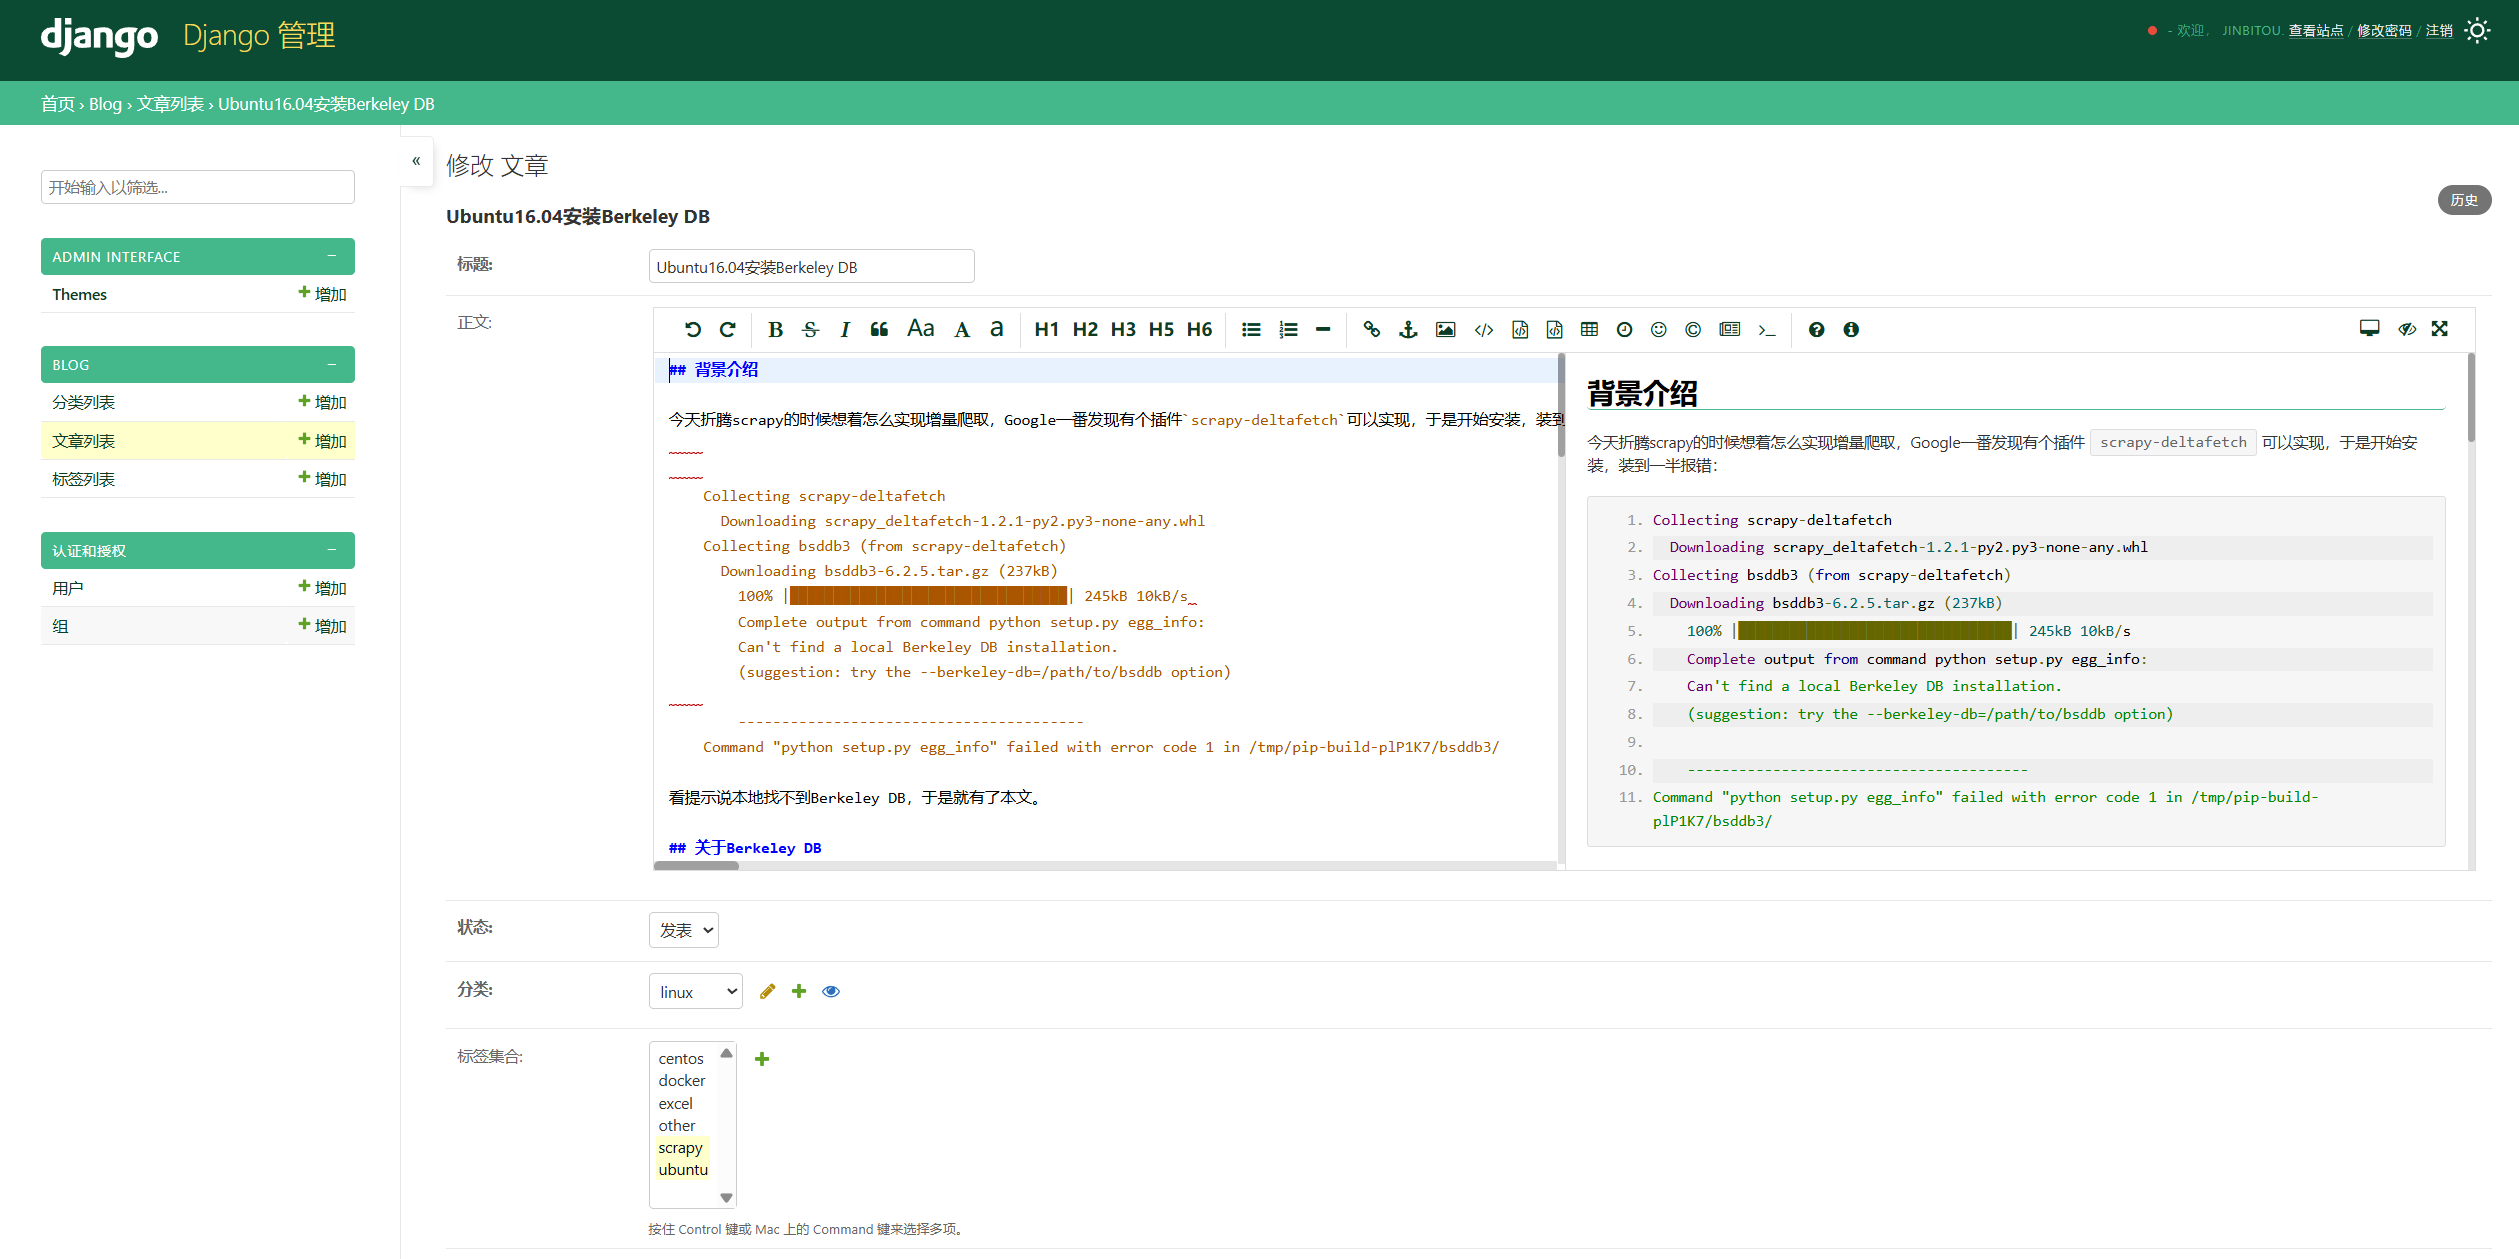 django Django 管理
- 欢迎, JINBITOU. 查看站点 / 修改密码 / 注销
首页 › Blog › 文章列表 › Ubuntu16.04安装Berkeley DB
开始输入以筛选...
ADMIN INTERFACE −
Themes + 增加
BLOG −
分类列表 + 增加
文章列表 + 增加
标签列表 + 增加
认证和授权 −
用户 + 增加
组 + 增加
«
修改 文章
历史
Ubuntu16.04安装Berkeley DB
标题: Ubuntu16.04安装Berkeley DB
正文:
B S I Aa A a H1 H2 H3 H5 H6
## 背景介绍
今天折腾scrapy的时候想着怎么实现增量爬取，Google一番发现有个插件`scrapy-deltafetch`可以实现，于是开始安装，装到
Collecting scrapy-deltafetch
Downloading scrapy_deltafetch-1.2.1-py2.py3-none-any.whl
Collecting bsddb3 (from scrapy-deltafetch)
Downloading bsddb3-6.2.5.tar.gz (237kB)
100% |████████████████████████████████| 245kB 10kB/s
Complete output from command python setup.py egg_info:
Can't find a local Berkeley DB installation.
(suggestion: try the --berkeley-db=/path/to/bsddb option)
----------------------------------------
Command "python setup.py egg_info" failed with error code 1 in /tmp/pip-build-plP1K7/bsddb3/
看提示说本地找不到Berkeley DB，于是就有了本文。
## 关于Berkeley DB
背景介绍
今天折腾scrapy的时候想着怎么实现增量爬取，Google一番发现有个插件 scrapy-deltafetch 可以实现，于是开始安
装，装到一半报错：
1. Collecting scrapy-deltafetch
2. Downloading scrapy_deltafetch-1.2.1-py2.py3-none-any.whl
3. Collecting bsddb3 (from scrapy-deltafetch)
4. Downloading bsddb3-6.2.5.tar.gz (237kB)
5. 100% |████████████████████████████████| 245kB 10kB/s
6. Complete output from command python setup.py egg_info:
7. Can't find a local Berkeley DB installation.
8. (suggestion: try the --berkeley-db=/path/to/bsddb option)
9.
10. ----------------------------------------
11. Command "python setup.py egg_info" failed with error code 1 in /tmp/pip-build-
plP1K7/bsddb3/
状态: 发表
分类: linux
标签集合:
centos
docker
excel
other
scrapy
ubuntu
按住 Control 键或 Mac 上的 Command 键来选择多项。